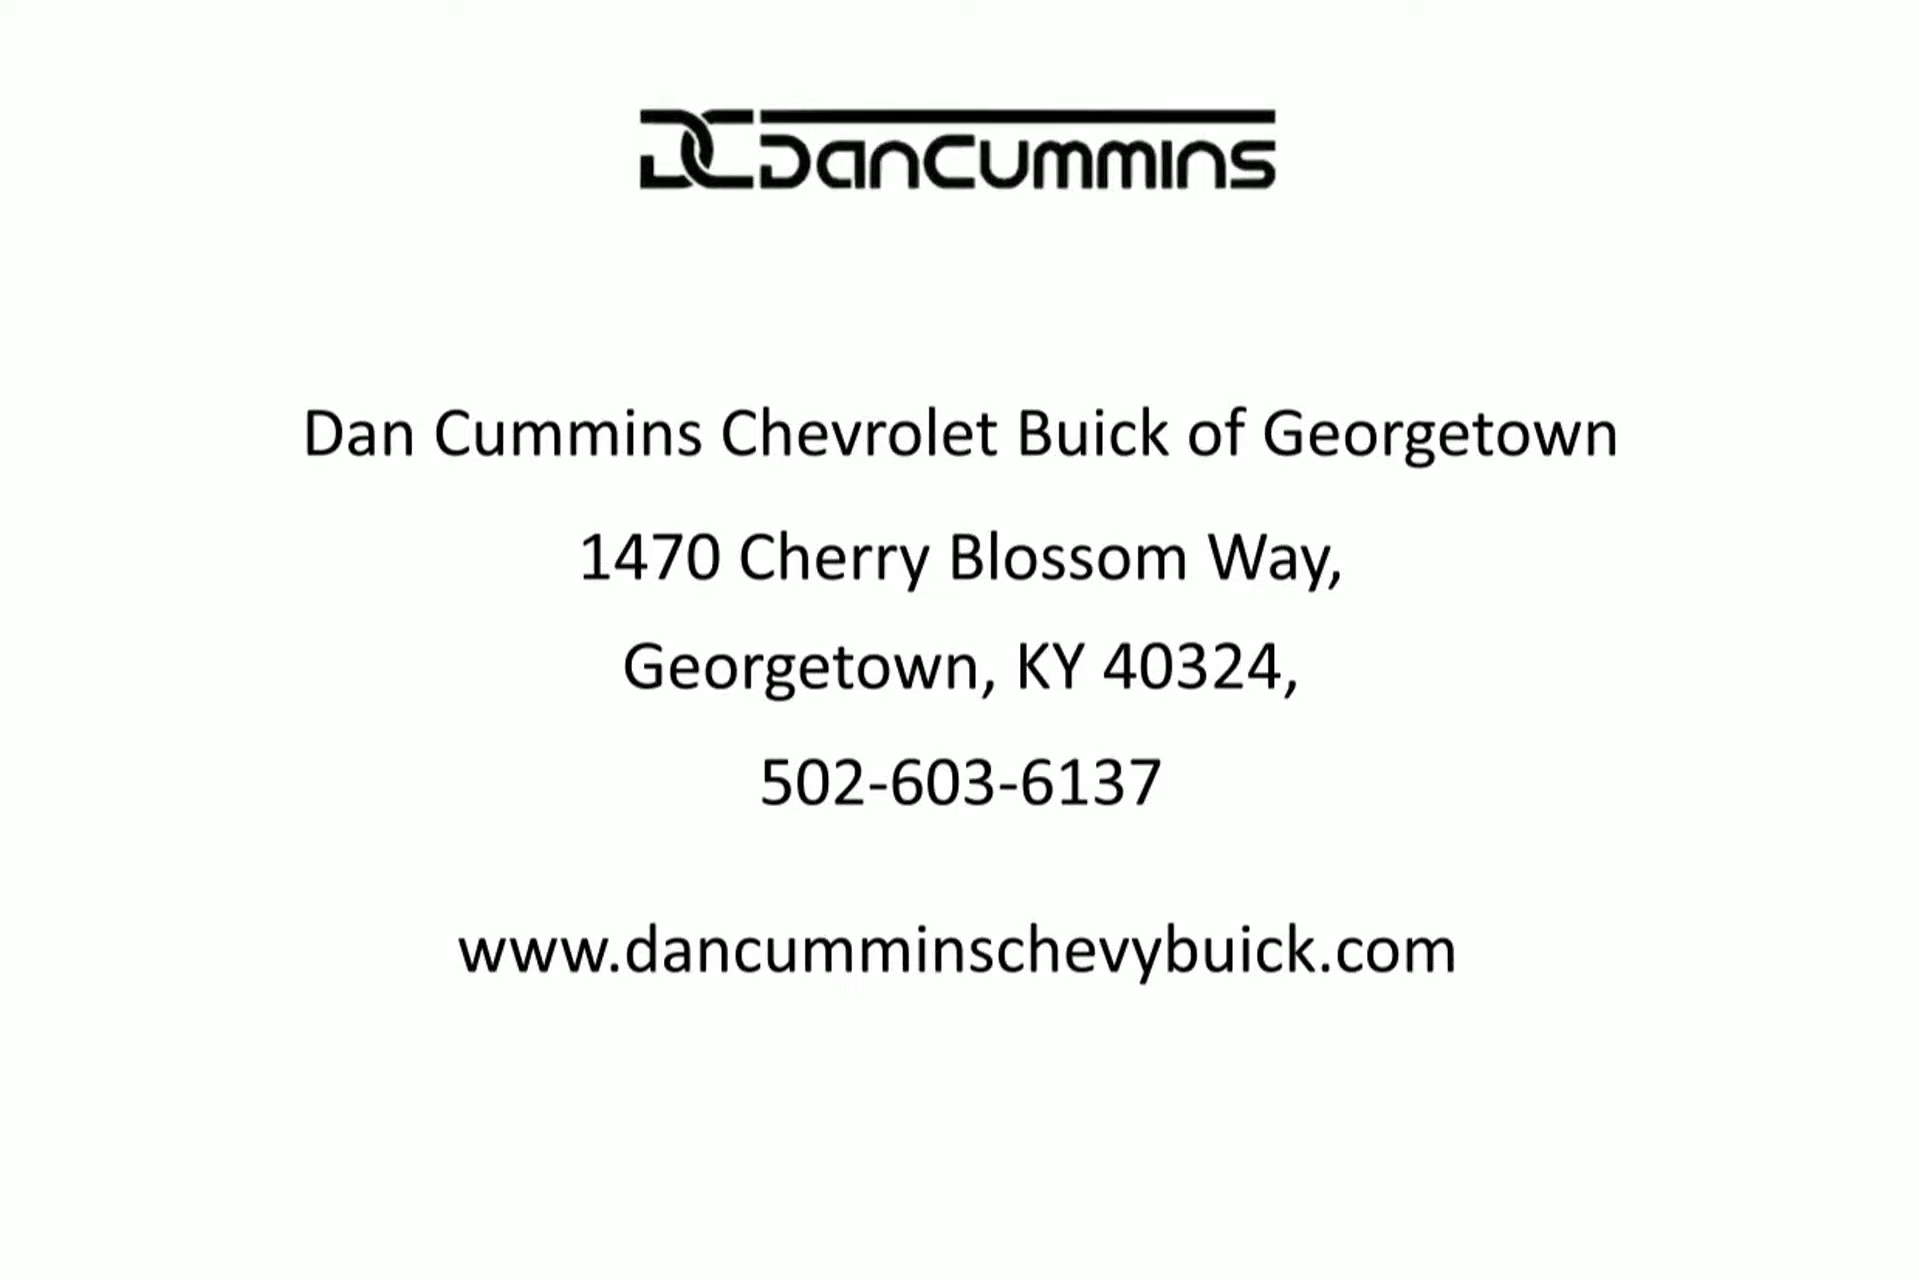 DC DanCummins
Dan Cummins Chevrolet Buick of Georgetown
1470 Cherry Blossom Way,
Georgetown, KY 40324,
502-603-6137
www.dancumminschevybuick.com